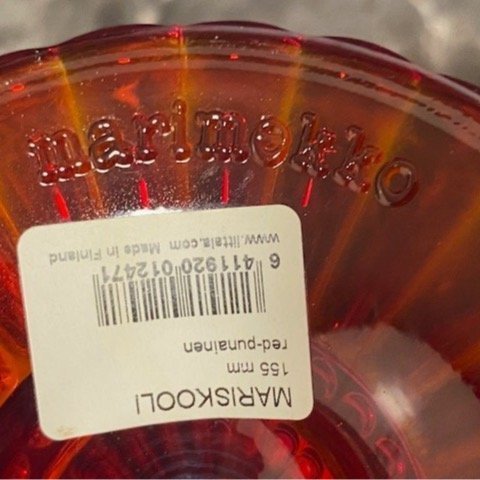 marimekko
MARISKOOLI
155 mm
red-punainen
6 411920 012471
www.iittala.com Made in Finland